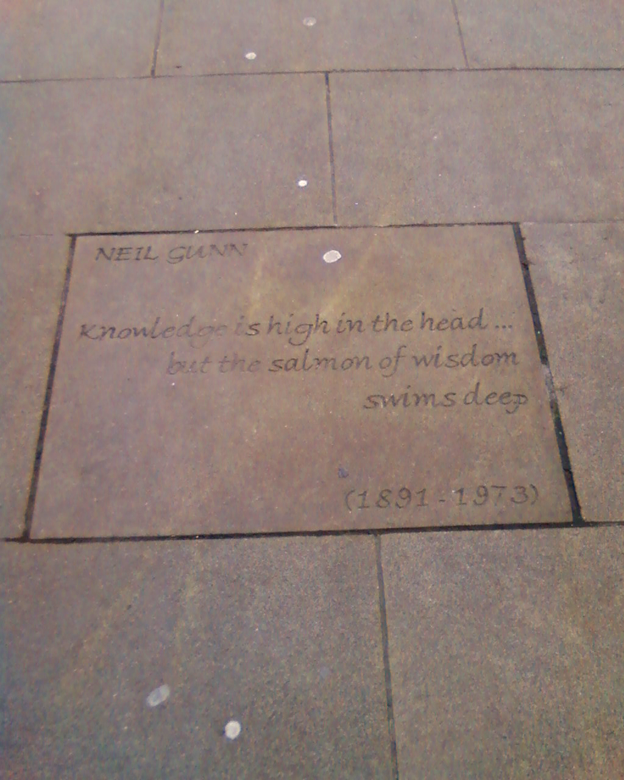 NEIL GUNN
Knowledge is high in the head ...
but the salmon of wisdom
swims deep
(1891 - 1973)